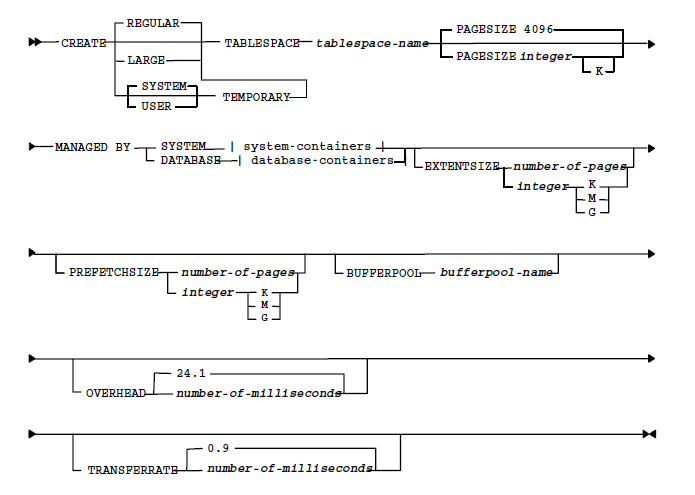 REGULAR
CREATE TABLESPACE tablespace-name PAGESIZE 4096
LARGE PAGESIZE integer
K
SYSTEM
USER TEMPORARY
MANAGED BY SYSTEM | system-containers |
DATABASE | database-containers |
EXTENTSIZE number-of-pages
integer K
M
G
PREFETCHSIZE number-of-pages BUFFERPOOL bufferpool-name
integer K
M
G
24.1
OVERHEAD number-of-milliseconds
0.9
TRANSFERRATE number-of-milliseconds